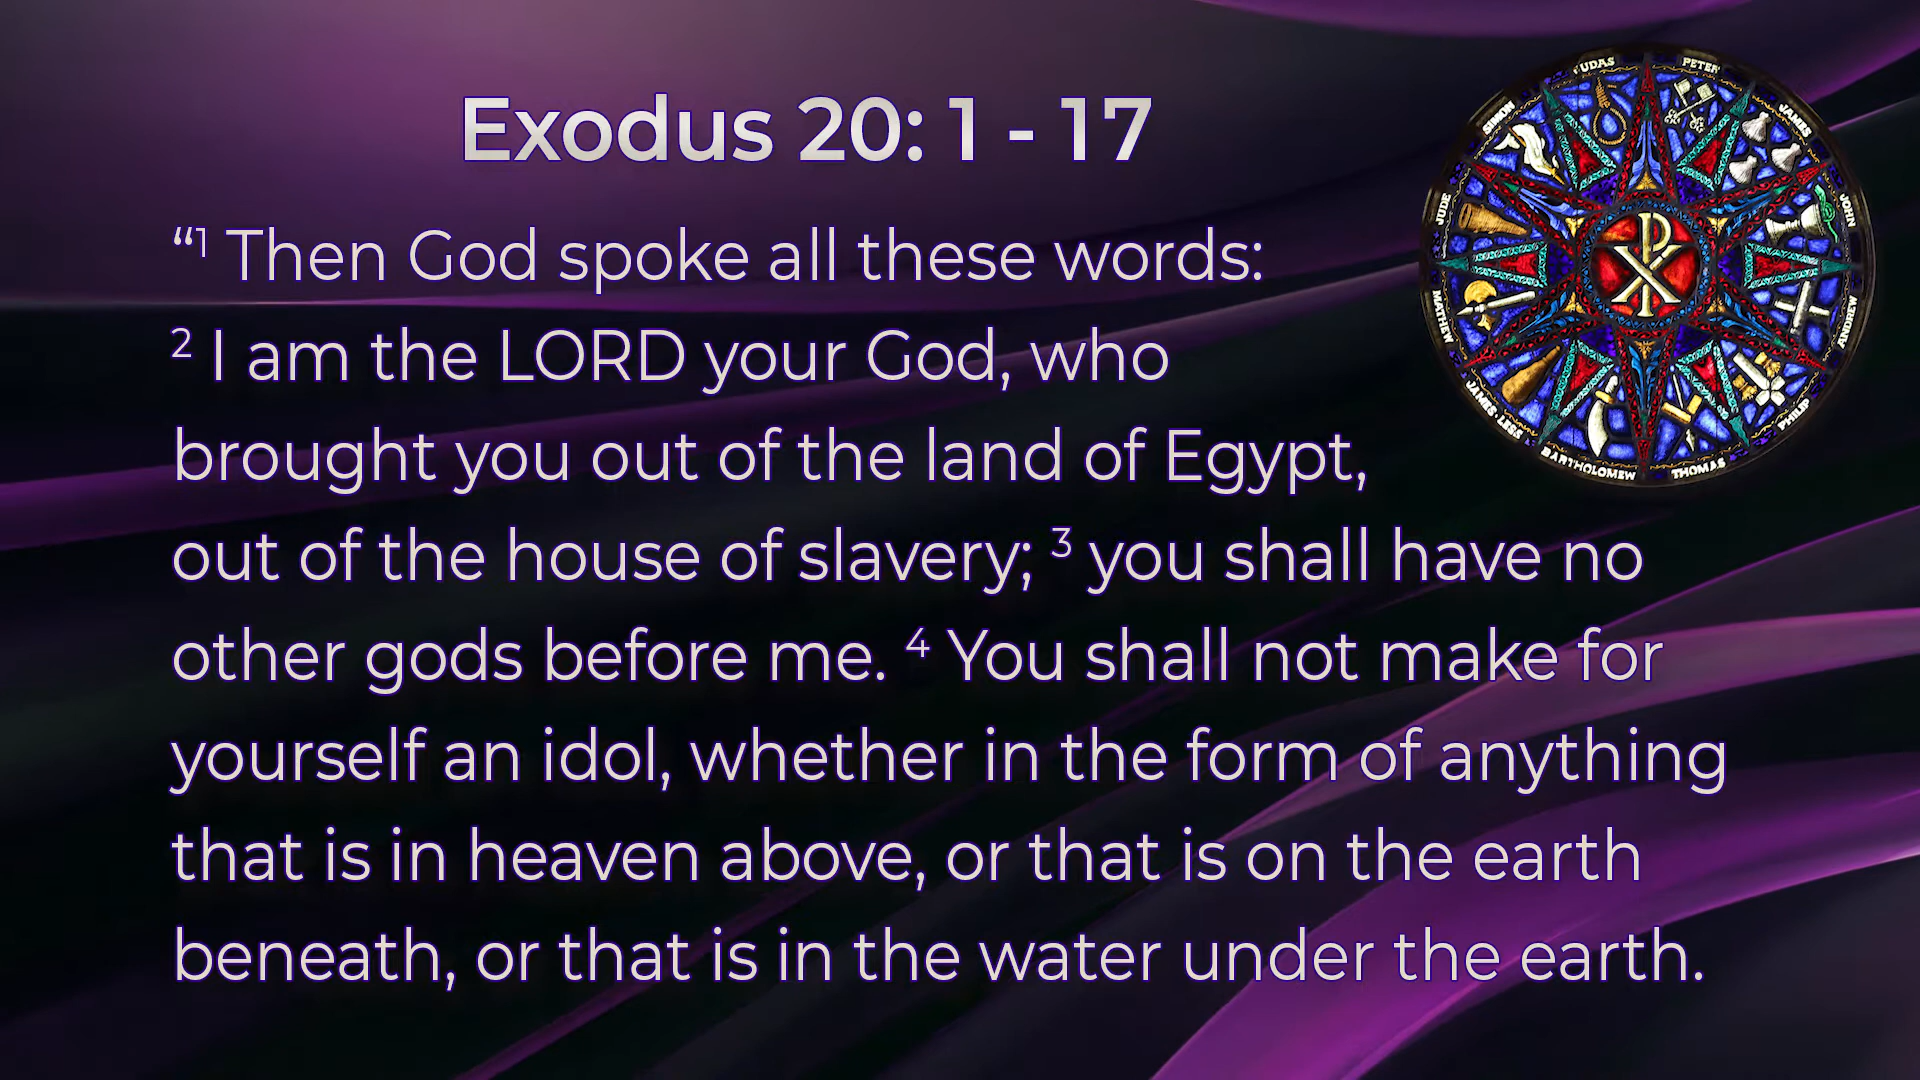 Exodus 20: 1 - 17
“1 Then God spoke all these words:
2 I am the LORD your God, who
brought you out of the land of Egypt,
out of the house of slavery; 3 you shall have no
other gods before me. 4 You shall not make for
yourself an idol, whether in the form of anything
that is in heaven above, or that is on the earth
beneath, or that is in the water under the earth.
JUDAS
PETER
JAMES
JOHN
ANDREW
PHILIP
THOMAS
BARTHOLOMEW
JAMES·LESS
MATHEW
JUDE
SIMON